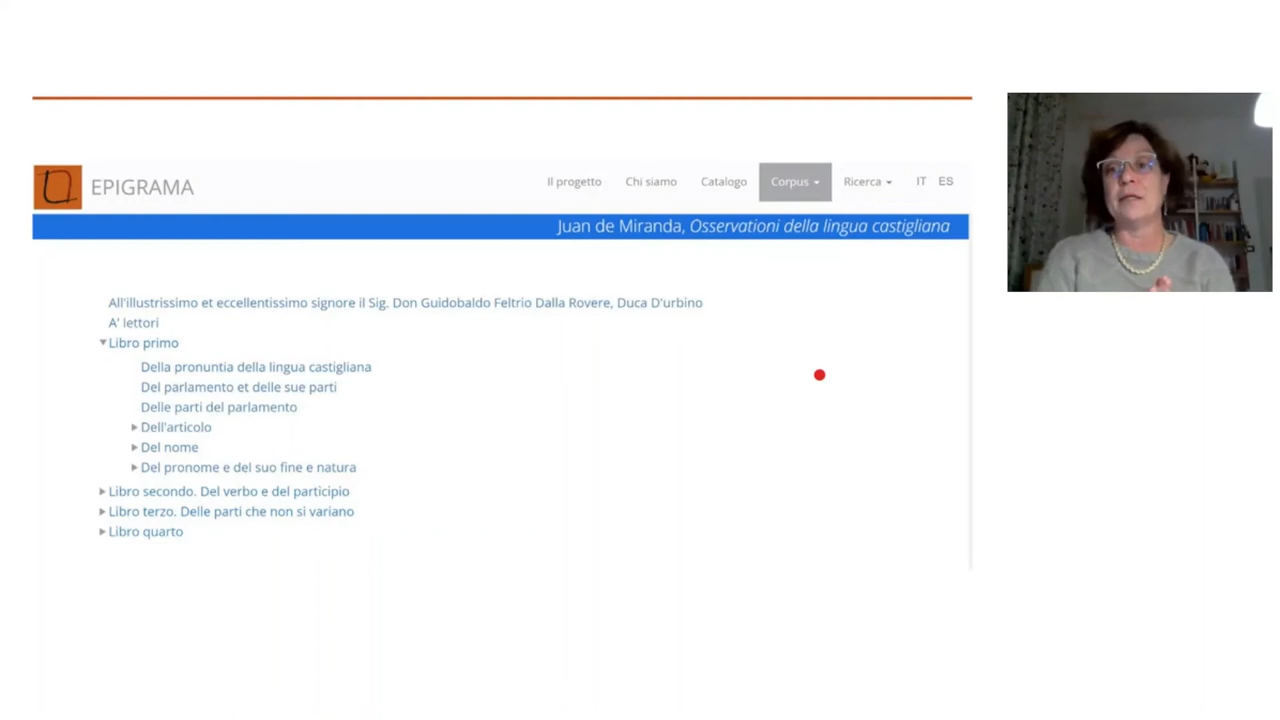 EPIGRAMA
Il progetto Chi siamo Catalogo Corpus Ricerca IT ES
Juan de Miranda, Osservationi della lingua castigliana
All'illustrissimo et eccellentissimo signore il Sig. Don Guidobaldo Feltrio Dalla Rovere, Duca D'urbino
A' lettori
Libro primo
Della pronuntia della lingua castigliana
Del parlamento et delle sue parti
Delle parti del parlamento
Dell'articolo
Del nome
Del pronome e del suo fine e natura
Libro secondo. Del verbo e del participio
Libro terzo. Delle parti che non si variano
Libro quarto